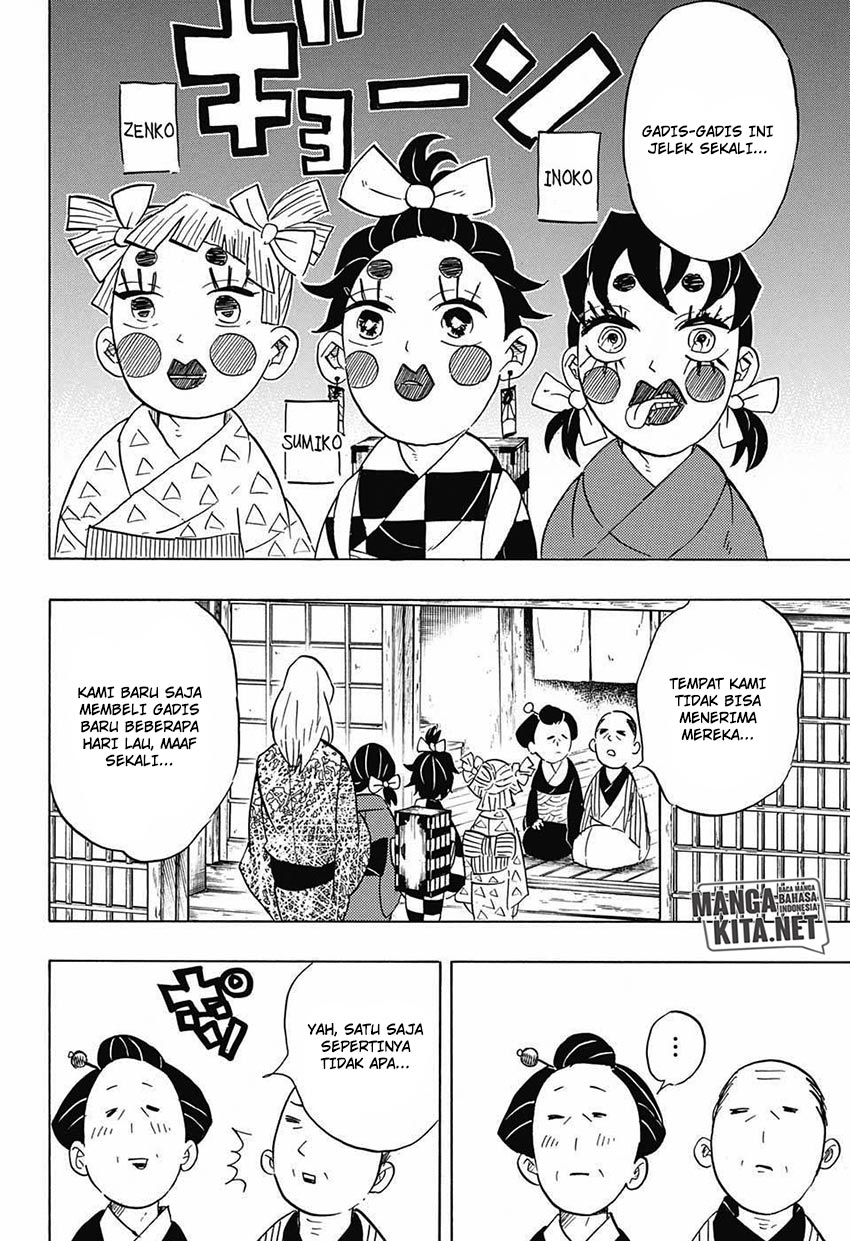 ギョーン
ZENKO
INOKO
GADIS-GADIS INI
JELEK SEKALI...
SUMIKO
KAMI BARU SAJA
MEMBELI GADIS
BARU BEBERAPA
HARI LAU, MAAF
SEKALI...
TEMPAT KAMI
TIDAK BISA
MENERIMA
MEREKA...
MANGA
KITA.NET
BACA MANGA
BAHASA
INDONESIA
YAH, SATU SAJA
SEPERTINYA
TIDAK APA...
...